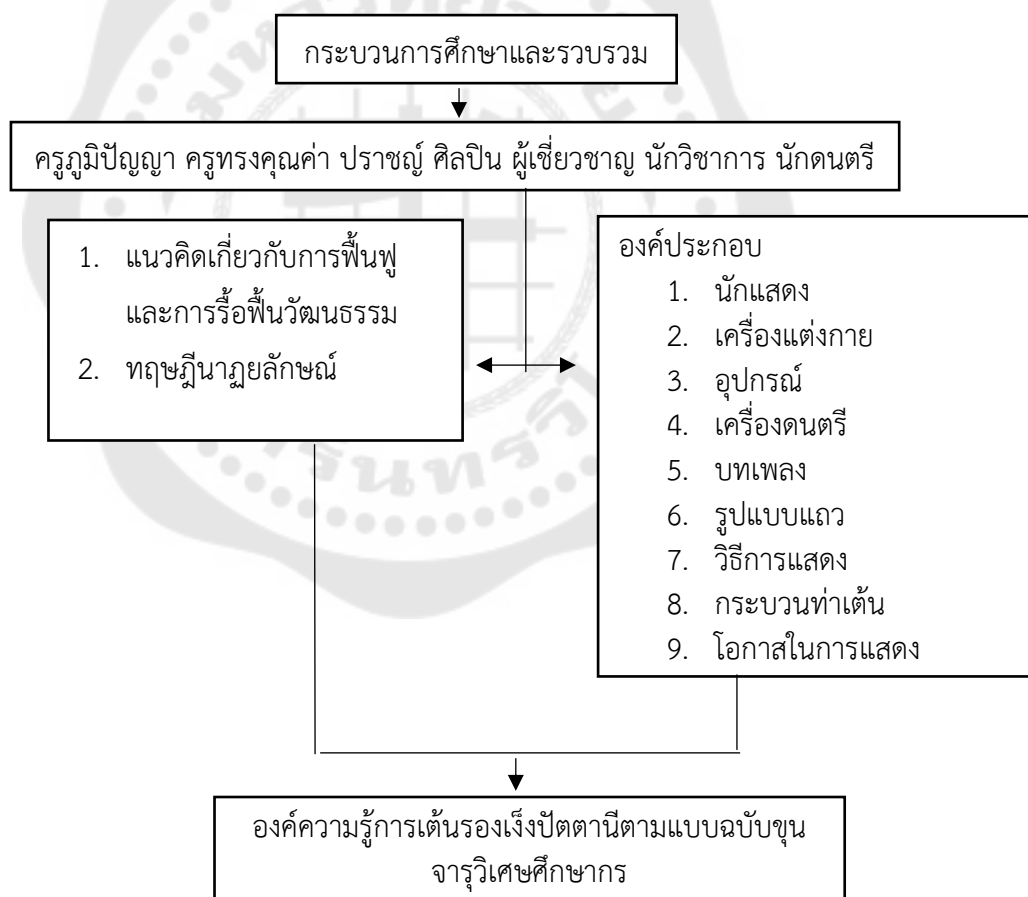 กระบวนการศึกษาและรวบรวม
ครูภูมิปัญญา ครูทรงคุณค่า ปราชญ์ ศิลปิน ผู้เชี่ยวชาญ นักวิชาการ นักดนตรี
1. แนวคิดเกี่ยวกับการฟื้นฟู
และการรื้อฟื้นวัฒนธรรม
2. ทฤษฎีนาฏยลักษณ์
องค์ประกอบ
1. นักแสดง
2. เครื่องแต่งกาย
3. อุปกรณ์
4. เครื่องดนตรี
5. บทเพลง
6. รูปแบบแถว
7. วิธีการแสดง
8. กระบวนท่าเต้น
9. โอกาสในการแสดง
องค์ความรู้การเต้นรองเง็งปัตตานีตามแบบฉบับขุน
จารุวิเศษศึกษากร